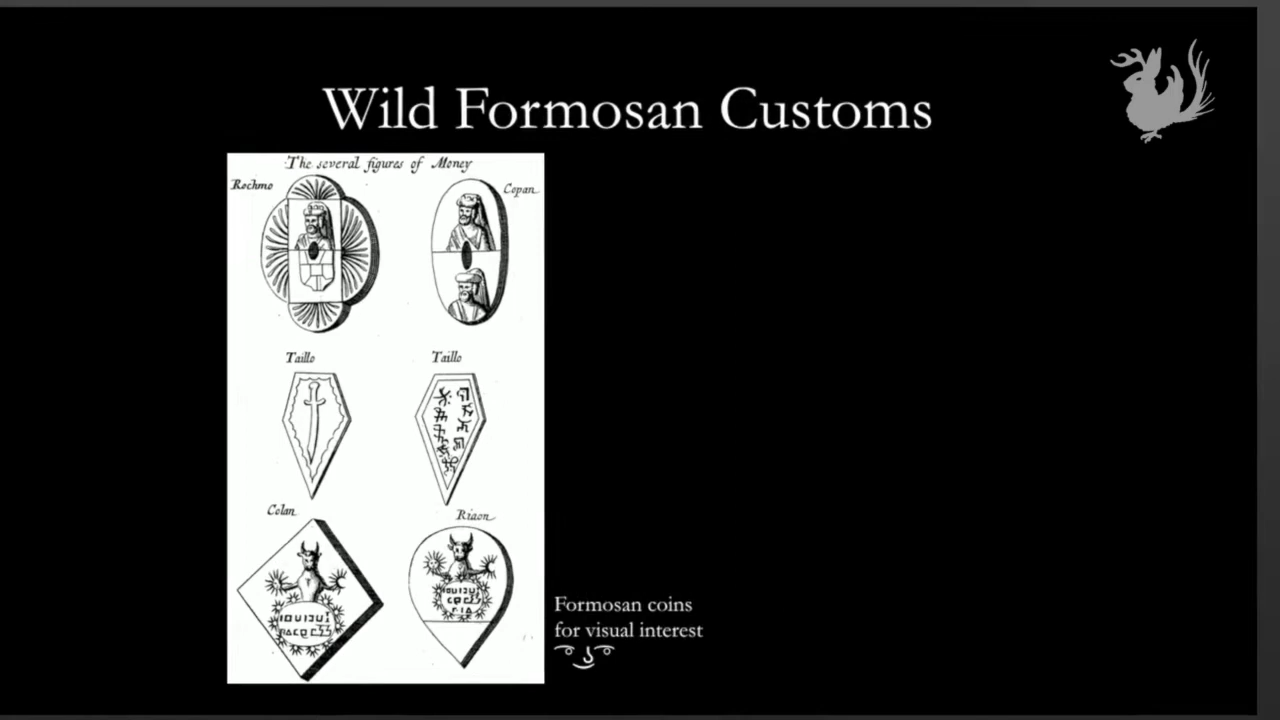 Wild Formosan Customs
The several figures of Money
Rochmo
Copan
Taillo
Taillo
Colan
Riaon
Formosan coins
for visual interest